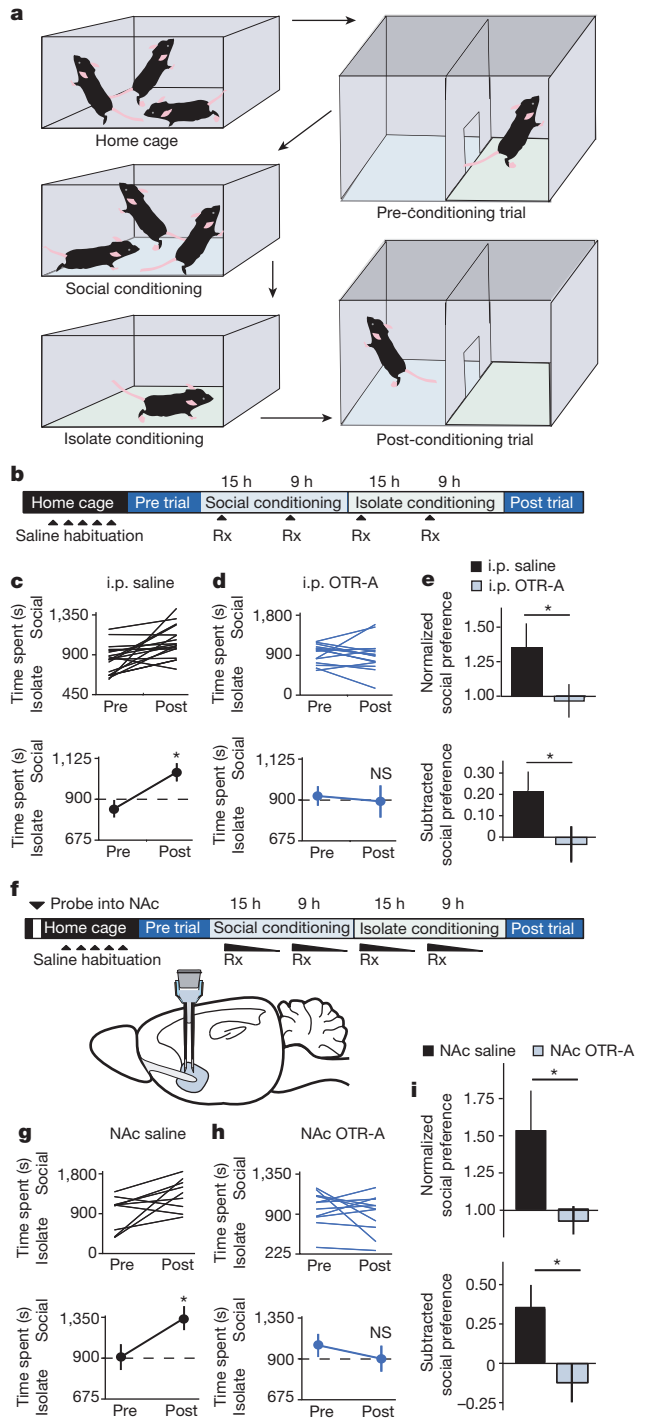 a
Home cage
Pre-conditioning trial
Social conditioning
Isolate conditioning
Post-conditioning trial
b
15 h 9 h 15 h 9 h
Home cage Pre trial Social conditioning Isolate conditioning Post trial
Saline habituation Rx Rx Rx Rx
c i.p. saline
Time spent (s)
Isolate Social
1,350
900
450
Pre Post
Time spent (s)
Isolate Social
1,125
900
675
*
Pre Post
d i.p. OTR-A
Time spent (s)
Isolate Social
1,800
900
0
Pre Post
Time spent (s)
Isolate Social
1,125
900
675
NS
Pre Post
e
i.p. saline
i.p. OTR-A
Normalized
social preference
1.50
1.25
1.00
*
Subtracted
social preference
0.30
0.20
0.10
0
*
f
Probe into NAc 15 h 9 h 15 h 9 h
Home cage Pre trial Social conditioning Isolate conditioning Post trial
Saline habituation Rx Rx Rx Rx
g NAc saline
Time spent (s)
Isolate Social
1,800
900
0
Pre Post
Time spent (s)
Isolate Social
1,350
900
675
*
Pre Post
h NAc OTR-A
Time spent (s)
Isolate Social
1,350
900
225
Pre Post
Time spent (s)
Isolate Social
1,350
900
675
NS
Pre Post
NAc saline NAc OTR-A
i
Normalized
social preference
1.75
1.50
1.25
1.00
*
Subtracted
social preference
0.50
0.25
0
−0.25
*